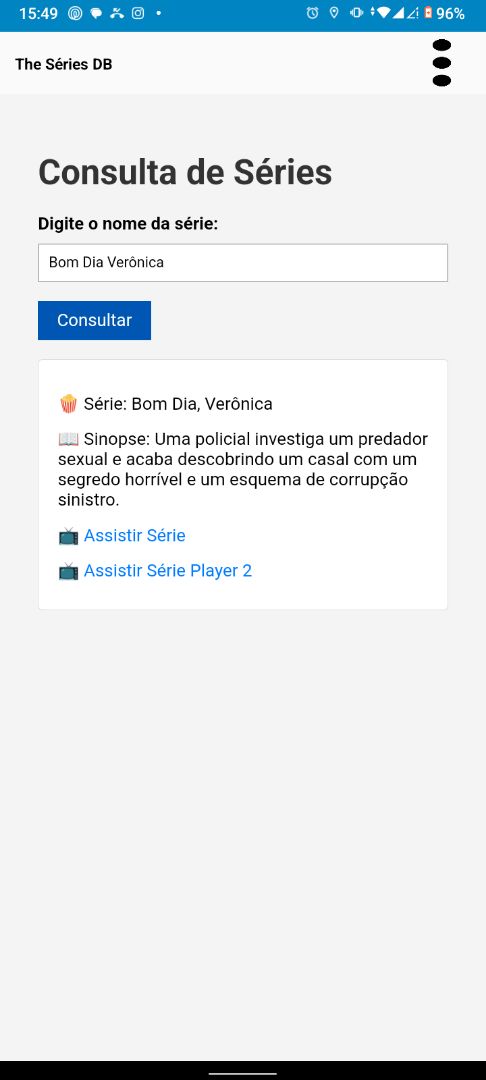 15:49 96%
The Séries DB
Consulta de Séries
Digite o nome da série:
Bom Dia Verônica
Consultar
🍿 Série: Bom Dia, Verônica
📖 Sinopse: Uma policial investiga um predador
sexual e acaba descobrindo um casal com um
segredo horrível e um esquema de corrupção
sinistro.
📺 Assistir Série
📺 Assistir Série Player 2